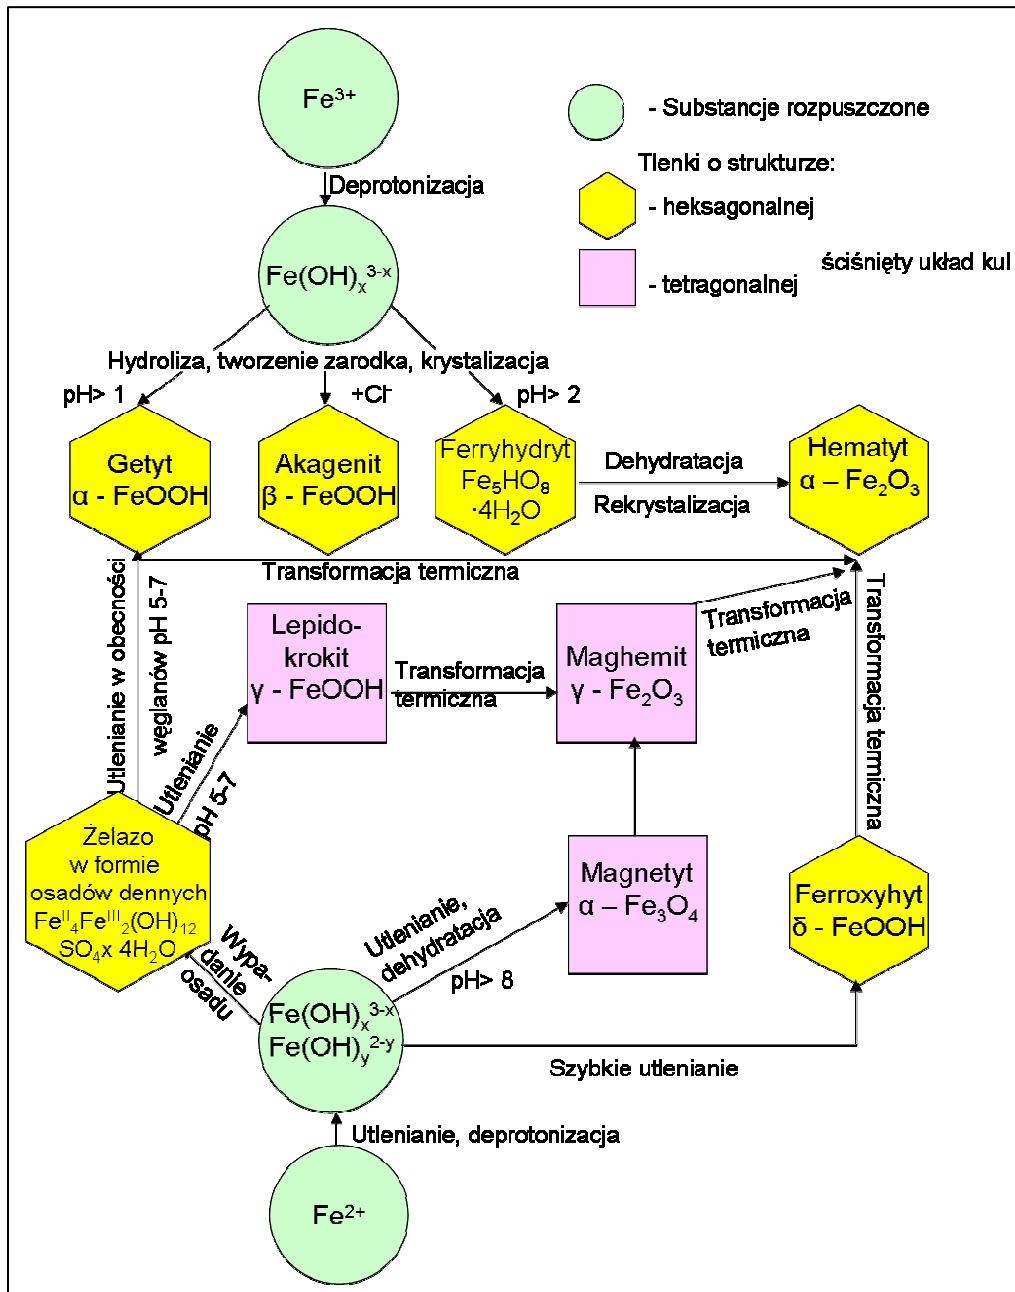 Fe³⁺
- Substancje rozpuszczone
Tlenki o strukturze:
- heksagonalnej
ściśnięty układ kul
- tetragonalnej
Deprotonizacja
Fe(OH)ₓ³⁻ˣ
Hydroliza, tworzenie zarodka, krystalizacja
pH> 1
+Cl⁻
pH> 2
Getyt
α - FeOOH
Akagenit
β - FeOOH
Ferryhydryt
Fe₅HO₈
·4H₂O
Dehydratacja
Rekrystalizacja
Hematyt
α – Fe₂O₃
Transformacja termiczna
Utlenianie w obecności
węglanów pH 5-7
Lepido-
krokit
γ - FeOOH
Transformacja
termiczna
Maghemit
γ - Fe₂O₃
Transformacja
termiczna
Transformacja termiczna
Utlenianie
pH 5-7
Żelazo
w formie
osadów dennych
Feᴵᴵ₄Feᴵᴵᴵ₂(OH)₁₂
SO₄x 4H₂O
Magnetyt
α – Fe₃O₄
Ferroxyhyt
δ - FeOOH
Wypa-
danie
osadu
Utlenianie,
dehydratacja
pH> 8
Fe(OH)ₓ³⁻ˣ
Fe(OH)ᵧ²⁻ʸ
Szybkie utlenianie
Utlenianie, deprotonizacja
Fe²⁺